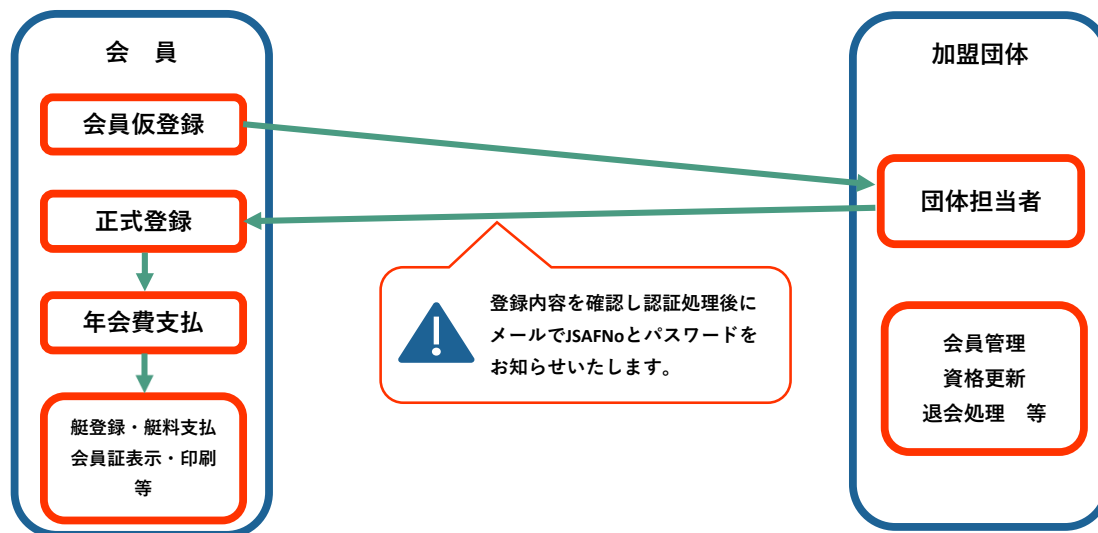 会　員
会員仮登録
正式登録
年会費支払
艇登録・艇料支払
会員証表示・印刷
等
登録内容を確認し認証処理後に
メールでJSAFNoとパスワードを
お知らせいたします。
加盟団体
団体担当者
会員管理
資格更新
退会処理　等